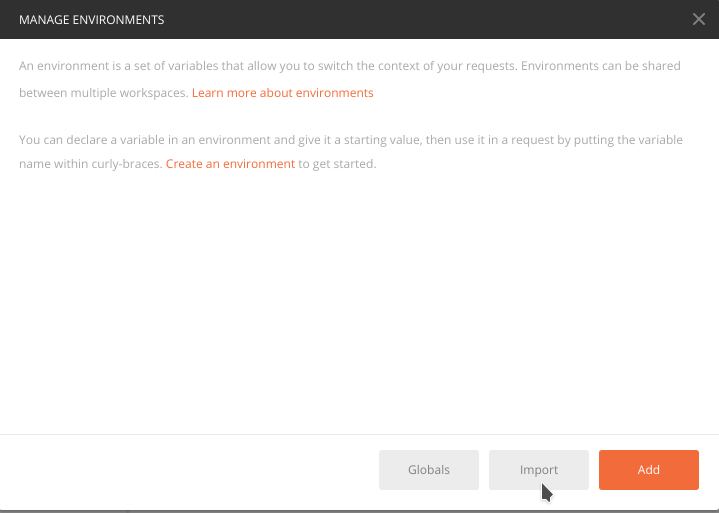 MANAGE ENVIRONMENTS
An environment is a set of variables that allow you to switch the context of your requests. Environments can be shared
between multiple workspaces. Learn more about environments
You can declare a variable in an environment and give it a starting value, then use it in a request by putting the variable
name within curly-braces. Create an environment to get started.
Globals
Import
Add